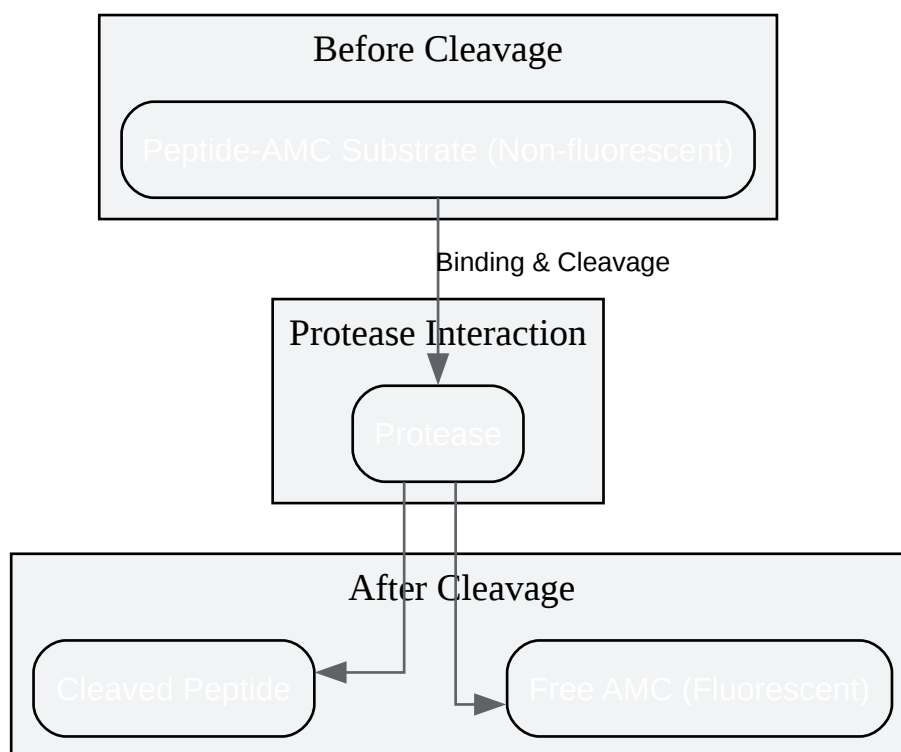 Before Cleavage
Peptide-AMC Substrate (Non-fluorescent)
Binding & Cleavage
Protease Interaction
Protease
After Cleavage
Cleaved Peptide
Free AMC (Fluorescent)